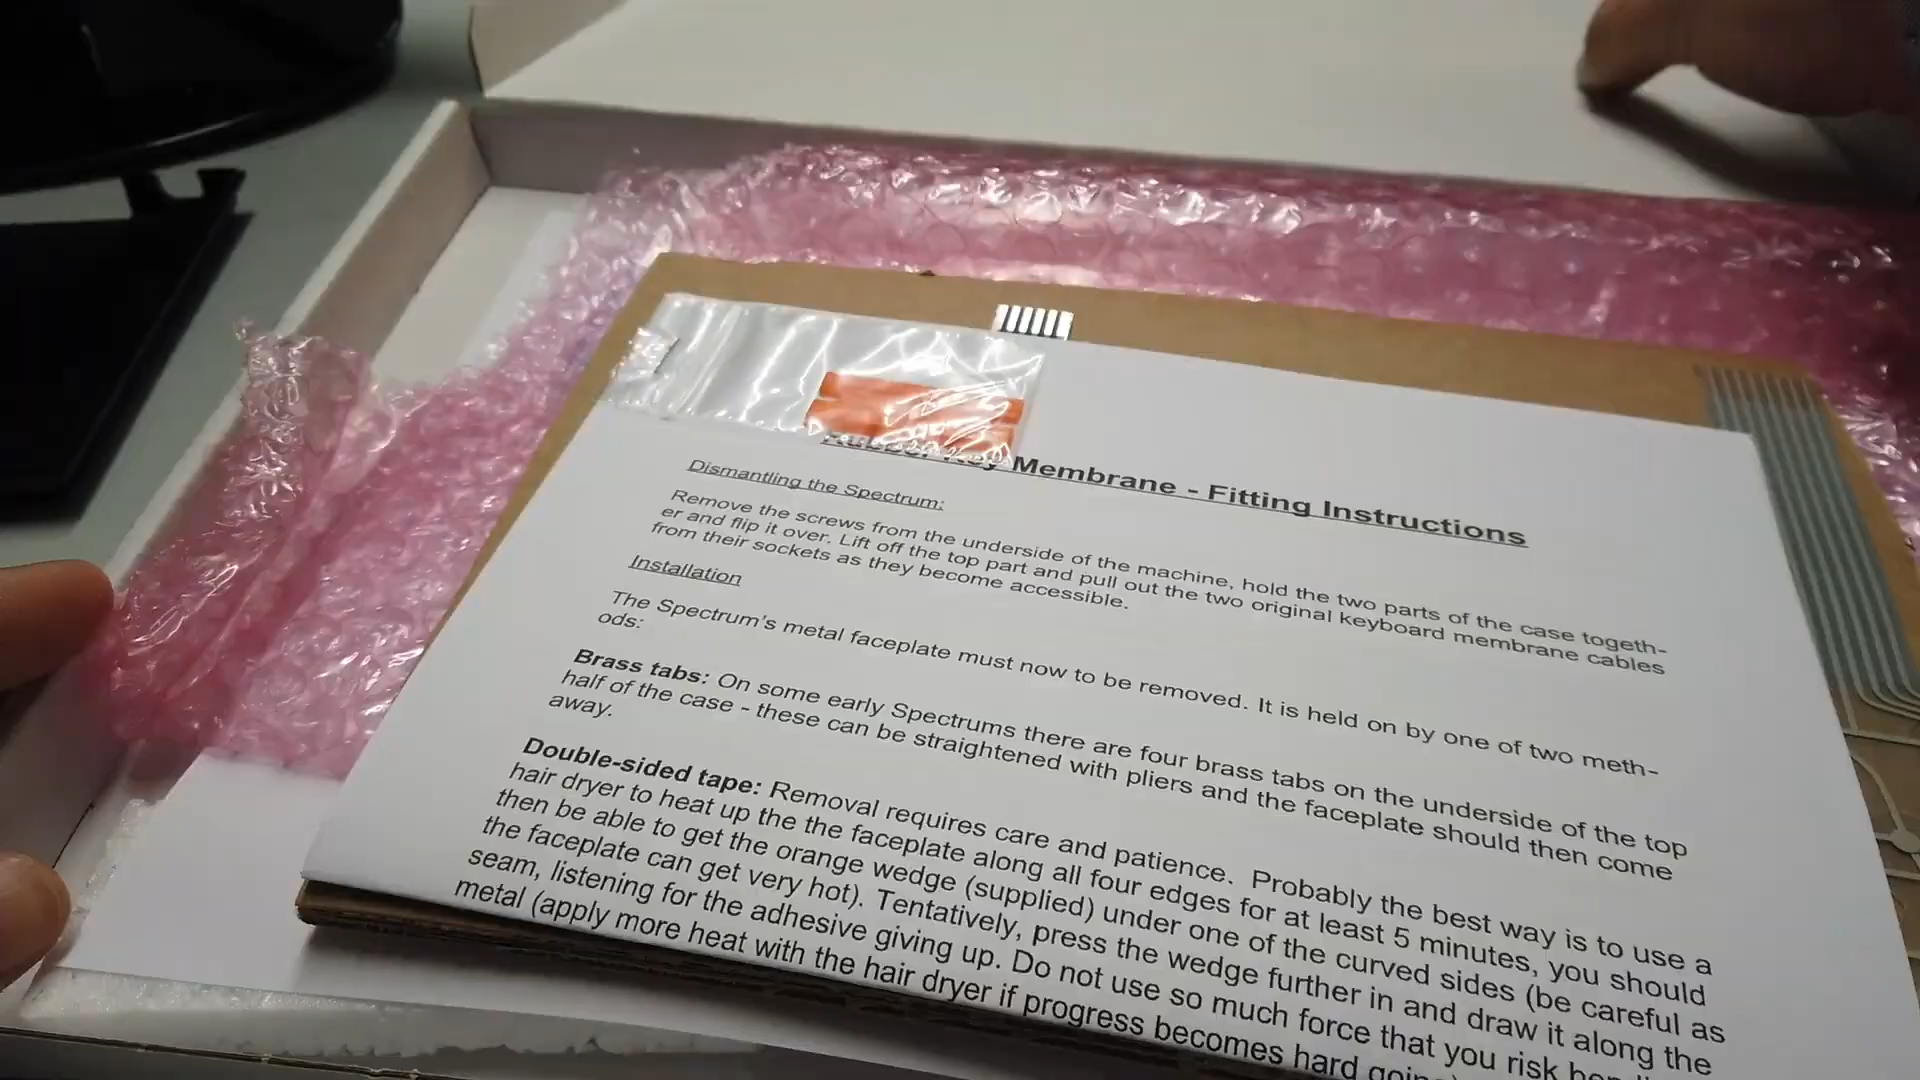 Rubber Key Membrane - Fitting Instructions
Dismantling the Spectrum:
Remove the screws from the underside of the machine, hold the two parts of the case togeth-
er and flip it over. Lift off the top part and pull out the two original keyboard membrane cables
from their sockets as they become accessible.
Installation
The Spectrum's metal faceplate must now to be removed. It is held on by one of two meth-
ods:
Brass tabs: On some early Spectrums there are four brass tabs on the underside of the top
half of the case - these can be straightened with pliers and the faceplate should then come
away.
Double-sided tape: Removal requires care and patience. Probably the best way is to use a
hair dryer to heat up the the faceplate along all four edges for at least 5 minutes, you should
then be able to get the orange wedge (supplied) under one of the curved sides (be careful as
the faceplate can get very hot). Tentatively, press the wedge further in and draw it along the
seam, listening for the adhesive giving up. Do not use so much force that you risk
metal (apply more heat with the hair dryer if progress becomes hard